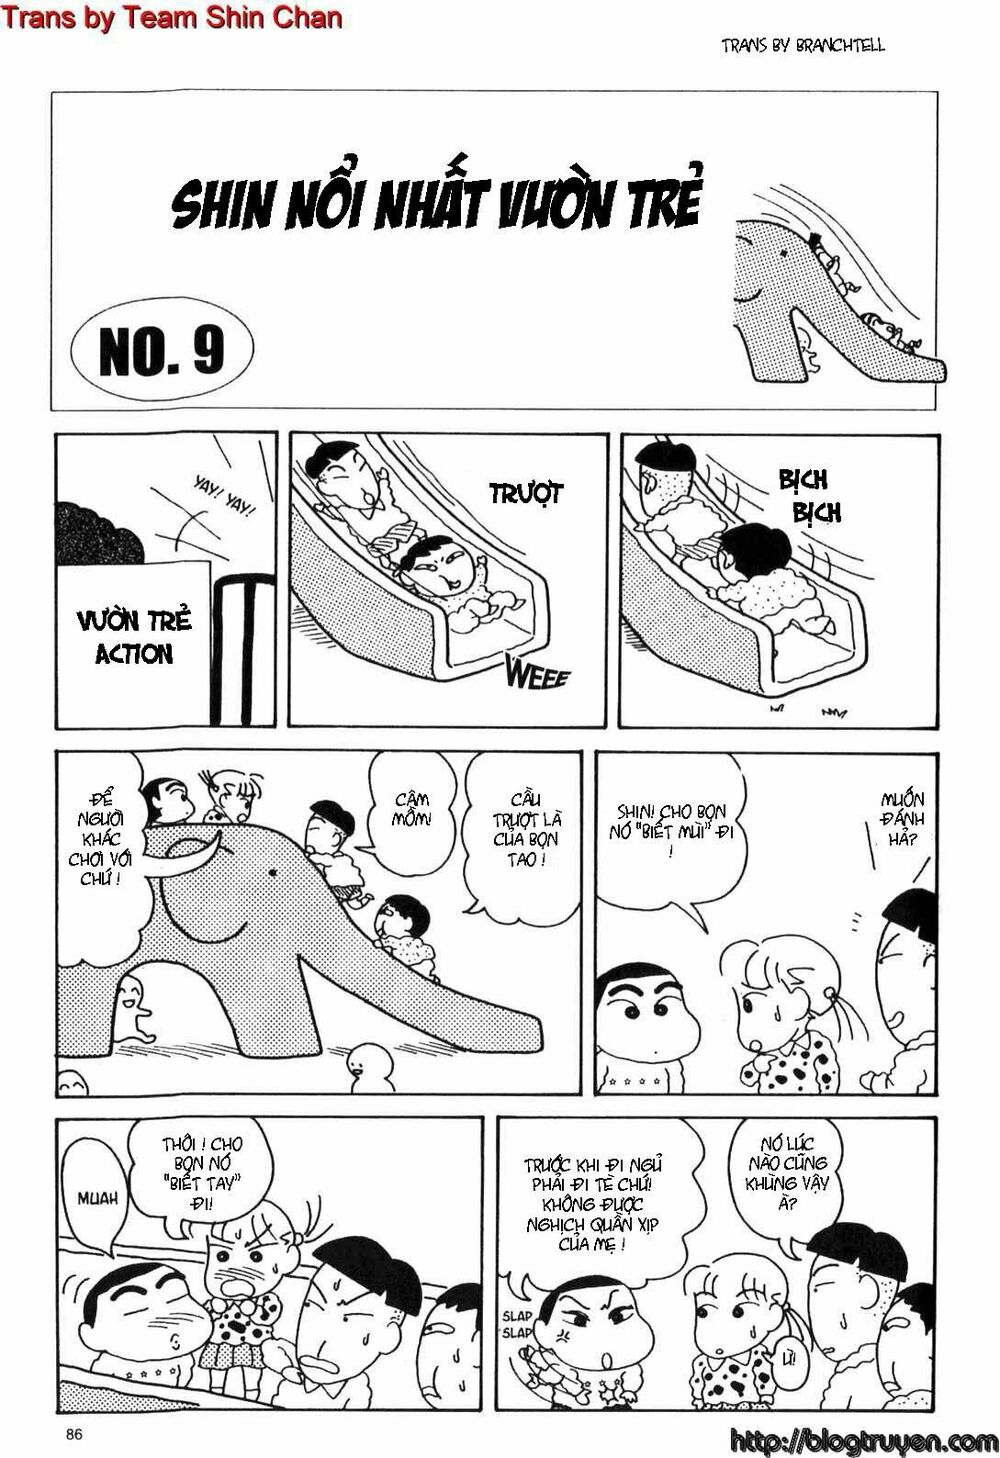 Trans by Team Shin Chan
TRANS BY BRANCHTELL
SHIN NỔI NHẤT VƯỜN TRẺ
NO. 9
YAY! YAY!
VƯỜN TRẺ
ACTION
TRƯỢT
WEEE
BỊCH
BỊCH
ĐỂ
NGƯỜI
KHÁC
CHƠI VỚI
CHỨ !
CÂM
MỒM!
CẦU
TRƯỢT LÀ
CỦA BỌN
TAO !
SHIN! CHO BỌN
NÓ "BIẾT MÙI" ĐI
!
MUỐN
ĐÁNH
HẢ?
MUAH
THÔI ! CHO
BỌN NÓ
"BIẾT TAY"
ĐI!
TRƯỚC KHI ĐI NGỦ
PHẢI ĐI TÈ CHỨ!
KHÔNG ĐƯỢC
NGHỊCH QUẦN XỊP
CỦA MẸ !
SLAP
SLAP
NÓ LÚC
NÀO CŨNG
KHÙNG VẬY
À?
Ừ!
86
http://blogtruyen.com